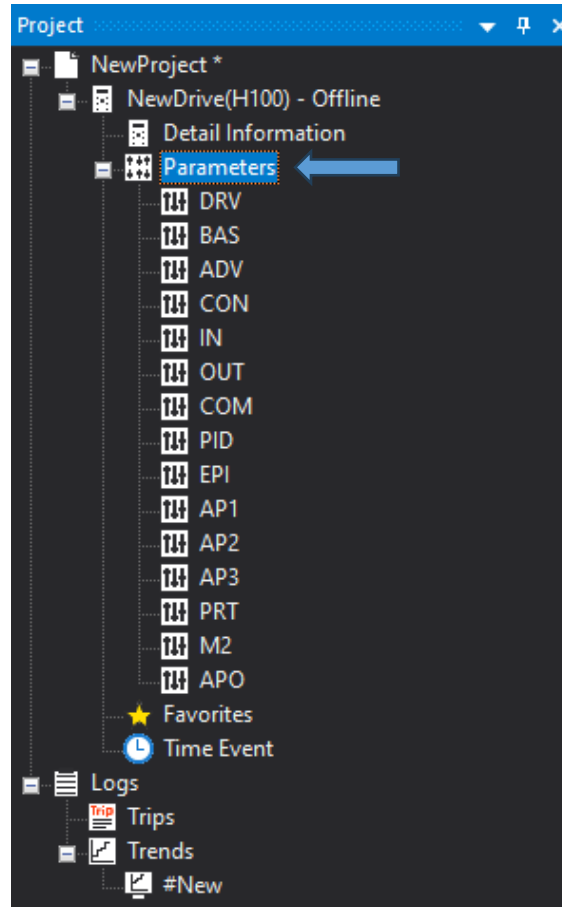 Project
NewProject *
NewDrive(H100) - Offline
Detail Information
Parameters
DRV
BAS
ADV
CON
IN
OUT
COM
PID
EPI
AP1
AP2
AP3
PRT
M2
APO
Favorites
Time Event
Logs
Trip
Trips
Trends
#New